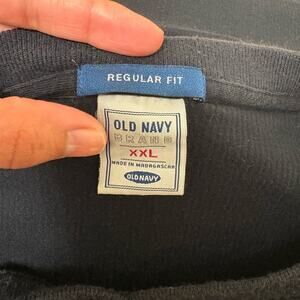 REGULAR FIT
OLD NAVY
BRAND
XXL
MADE IN MADAGASCAR
OLD NAVY